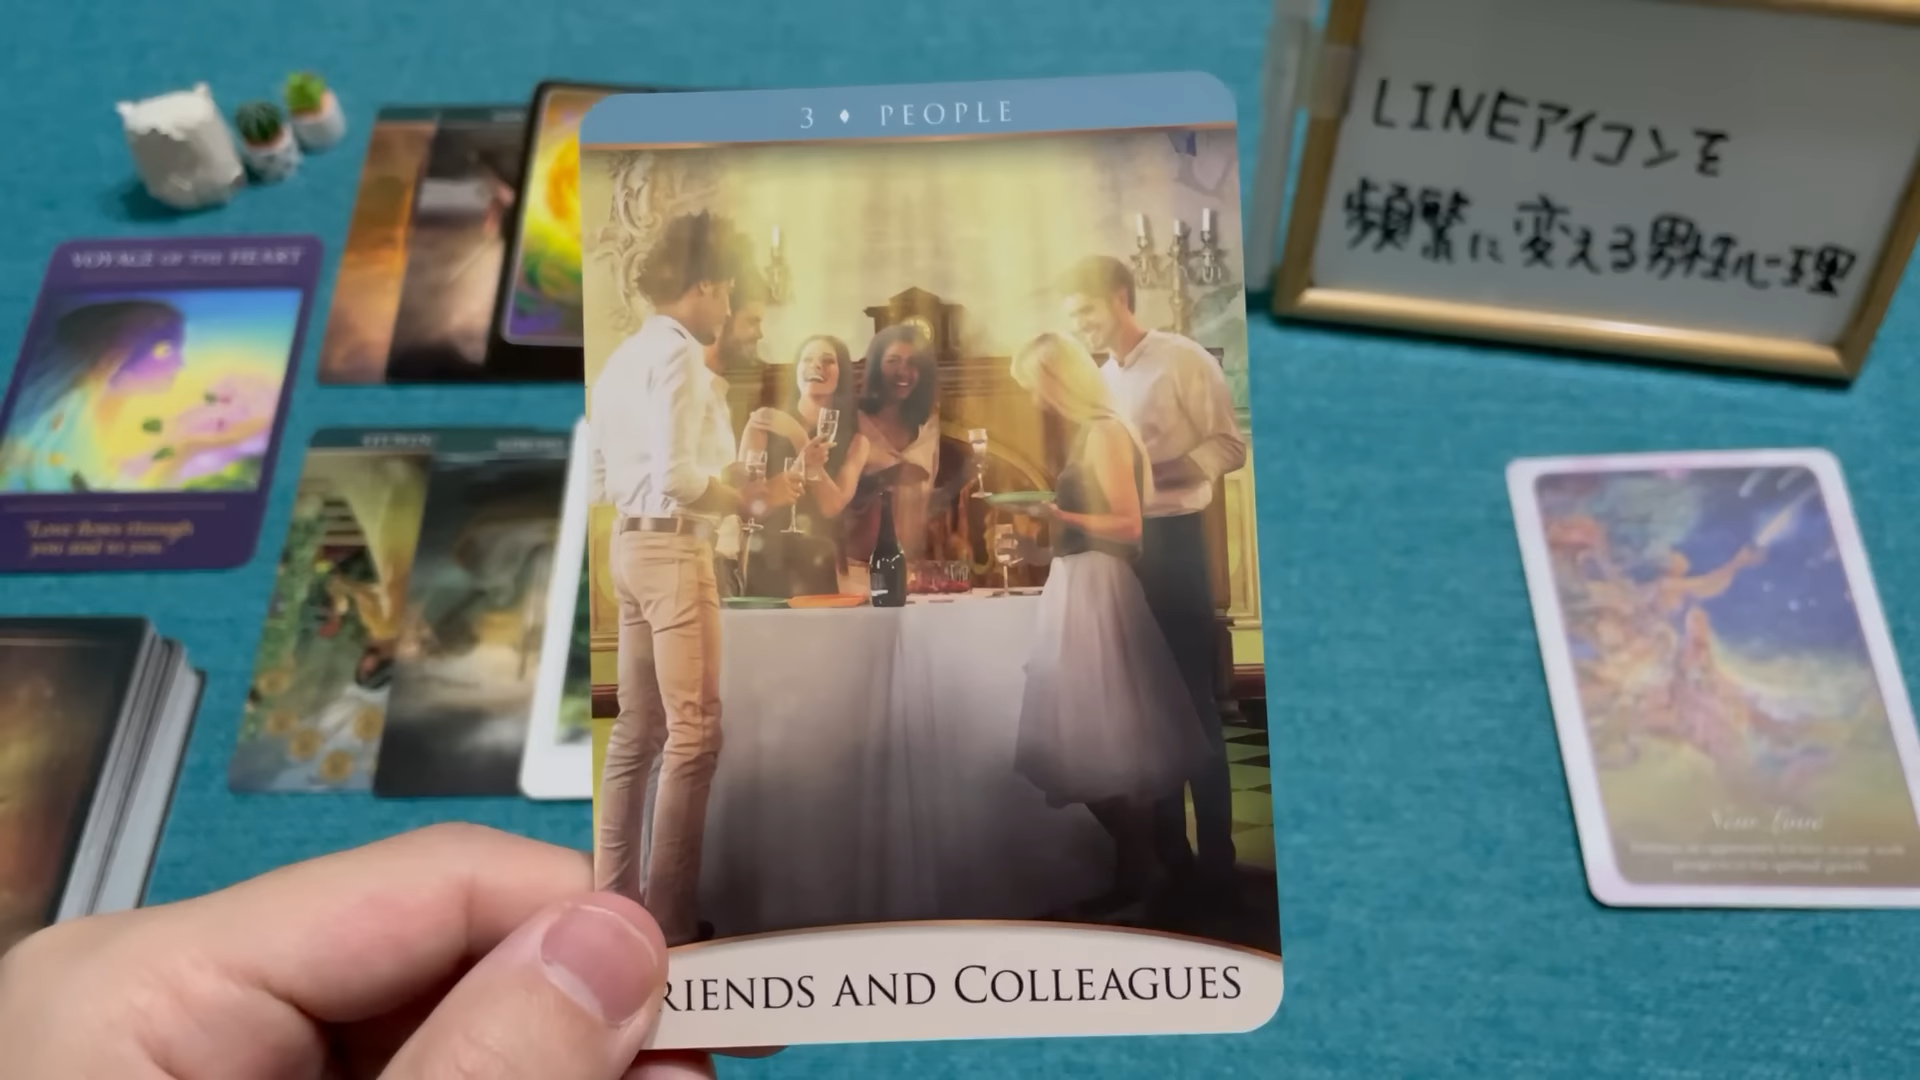 3 ♦ PEOPLE
RIENDS AND COLLEAGUES
LINEアイコンを
頻繁に変える男性心理
VOYAGE OF THE HEART
"Love flows through
you and to you."
New Love